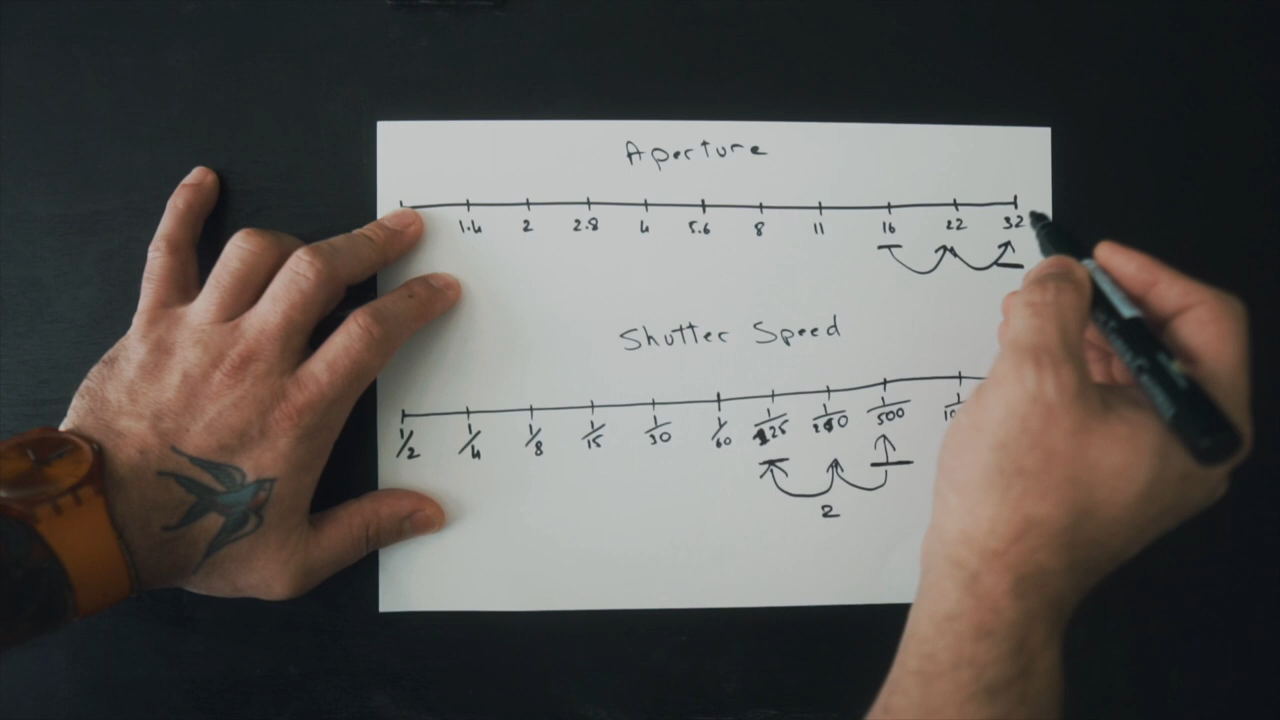 Aperture
1.4 2 2.8 4 5.6 8 11 16 22 32
Shutter Speed
1/2 1/4 1/8 1/15 1/30 1/60 1/125 1/250 1/500
2